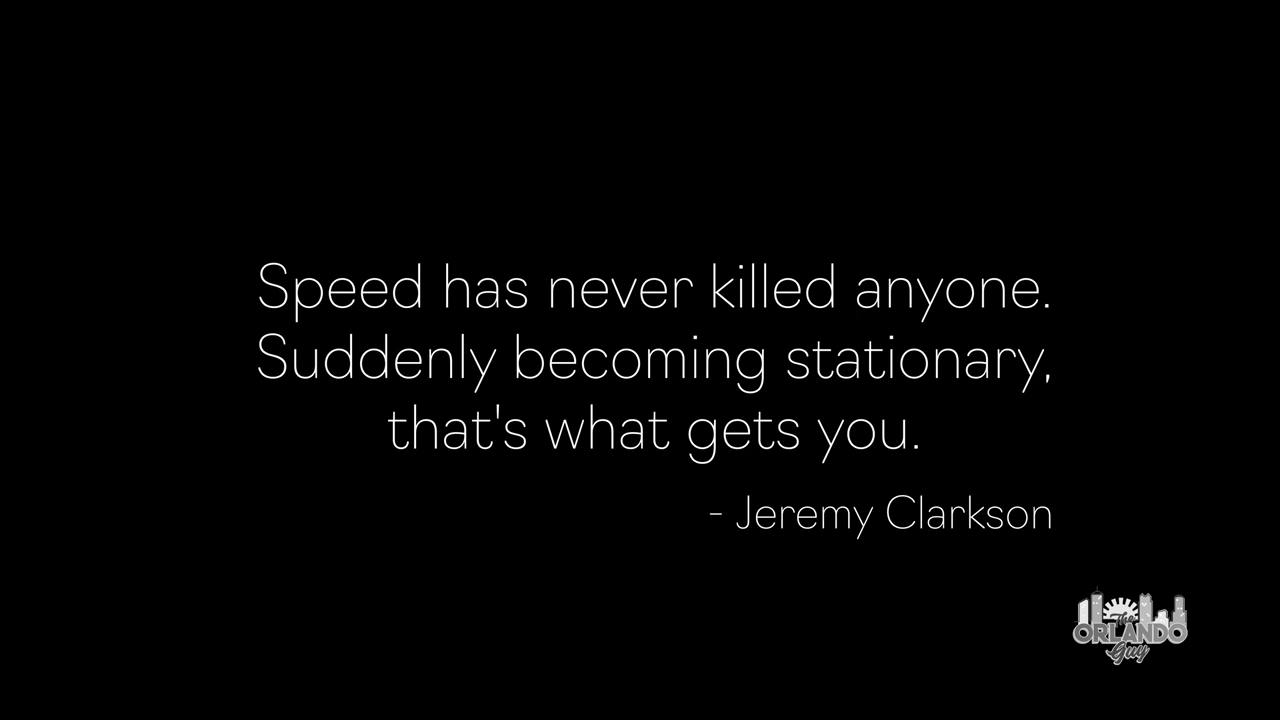 Speed has never killed anyone.
Suddenly becoming stationary,
that's what gets you.
- Jeremy Clarkson
The
ORLANDO
Guy